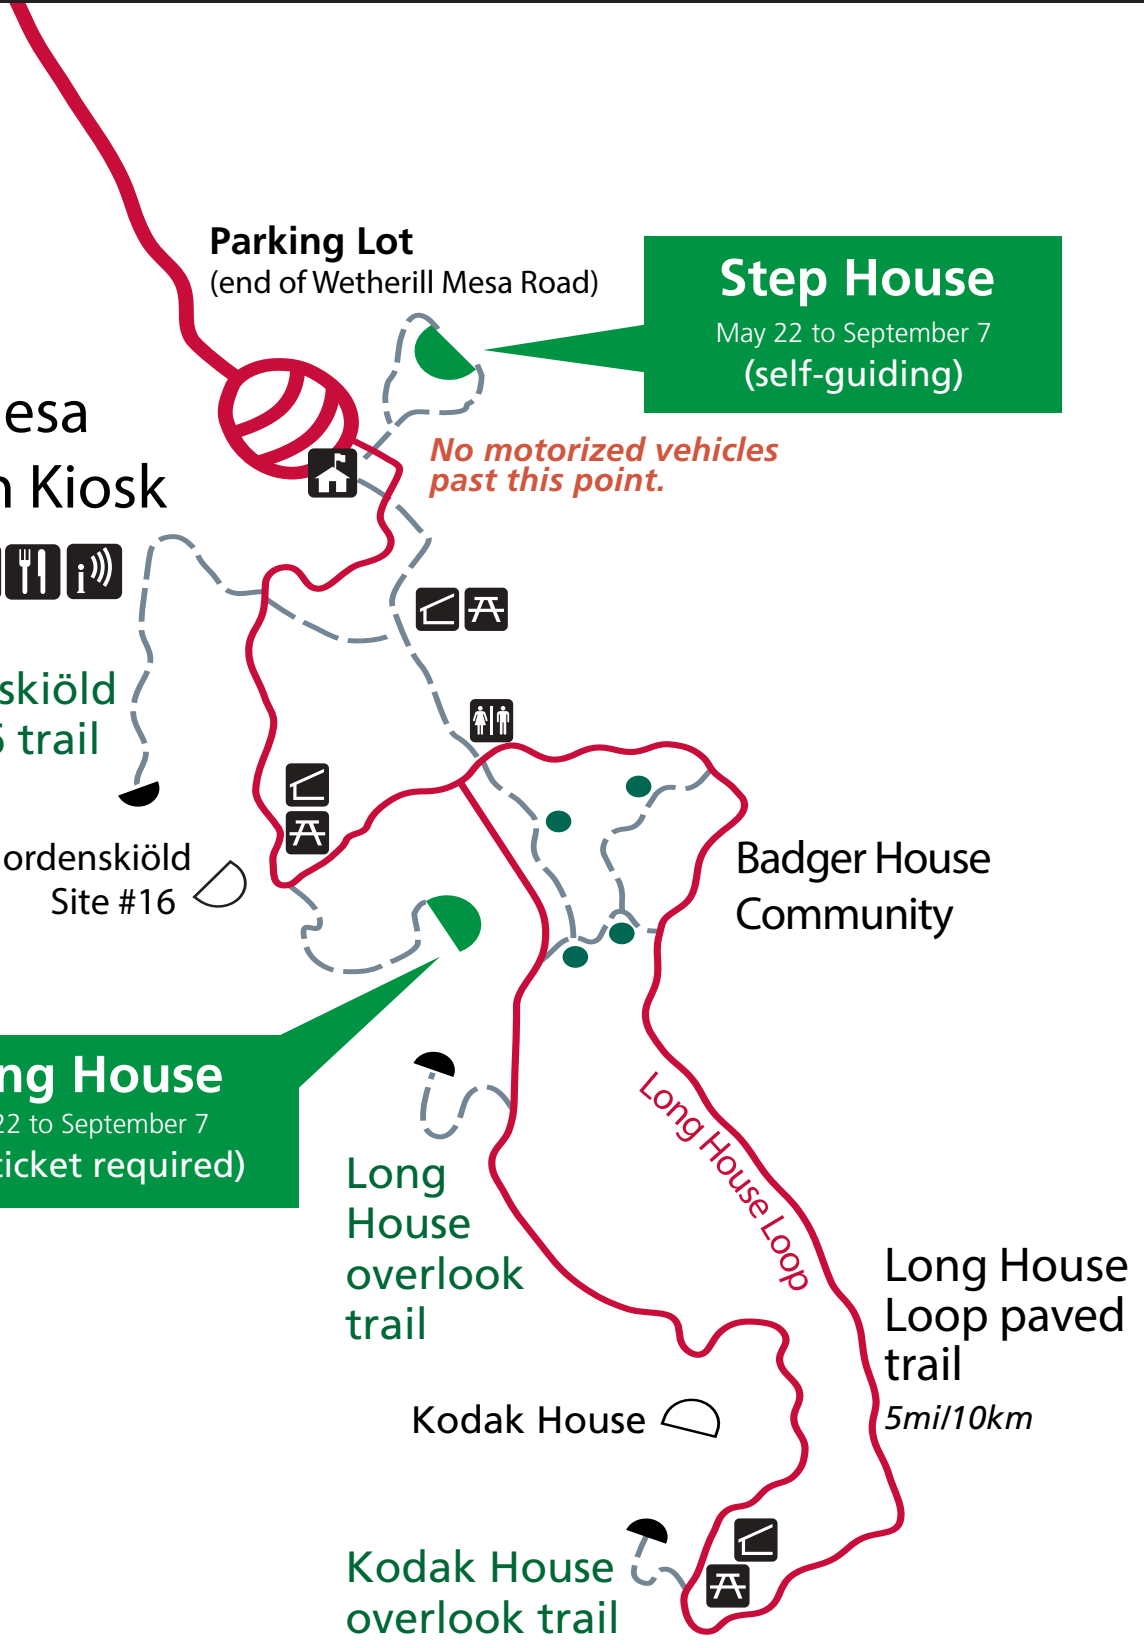 Parking Lot
(end of Wetherill Mesa Road)
Step House
May 22 to September 7
(self-guiding)
No motorized vehicles
past this point.
esa
n Kiosk
i
skiöld
trail
ordenskiöld
Site #16
Badger House
Community
ng House
22 to September 7
ticket required)
Long House Loop
Long
House
overlook
trail
Long House
Loop paved
trail
5mi/10km
Kodak House
Kodak House
overlook trail